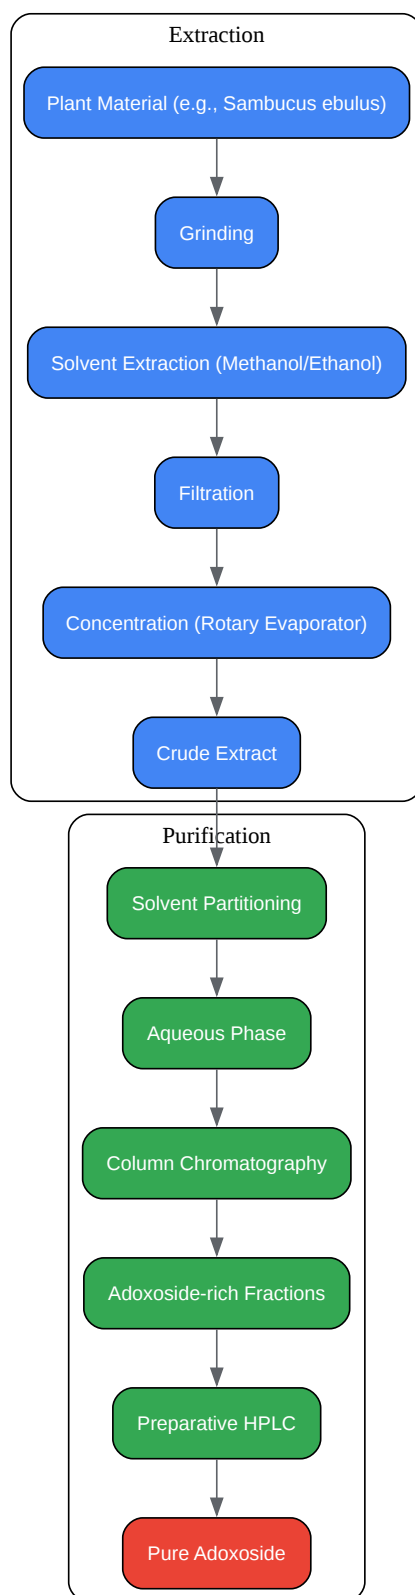 Extraction
Plant Material (e.g., Sambucus ebulus)
Grinding
Solvent Extraction (Methanol/Ethanol)
Filtration
Concentration (Rotary Evaporator)
Crude Extract
Purification
Solvent Partitioning
Aqueous Phase
Column Chromatography
Adoxoside-rich Fractions
Preparative HPLC
Pure Adoxoside